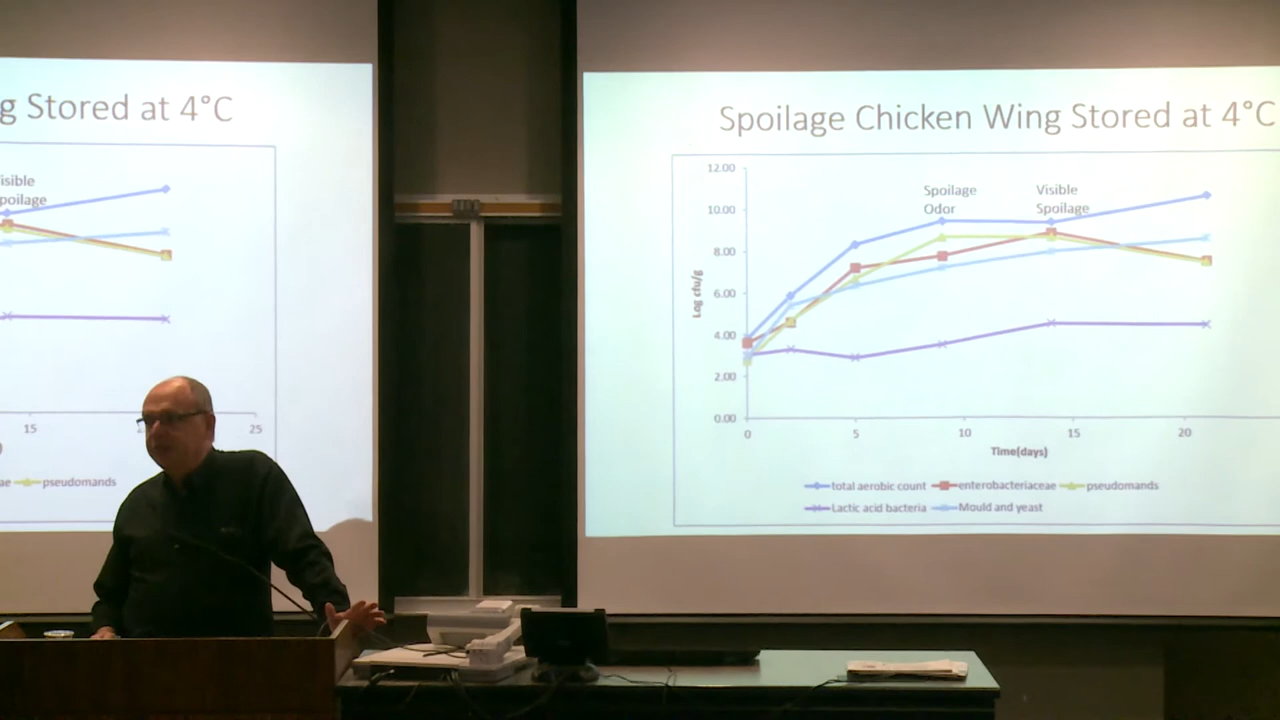 g Stored at 4°C
isible
poilage
15
25
ae
pseudomands
Spoilage Chicken Wing Stored at 4°C
12.00
10.00
8.00
6.00
4.00
2.00
0.00
Log cfu/g
Spoilage
Odor
Visible
Spoilage
0 5 10 15 20
Time(days)
total aerobic count enterobacteriaceae pseudomands
Lactic acid bacteria Mould and yeast